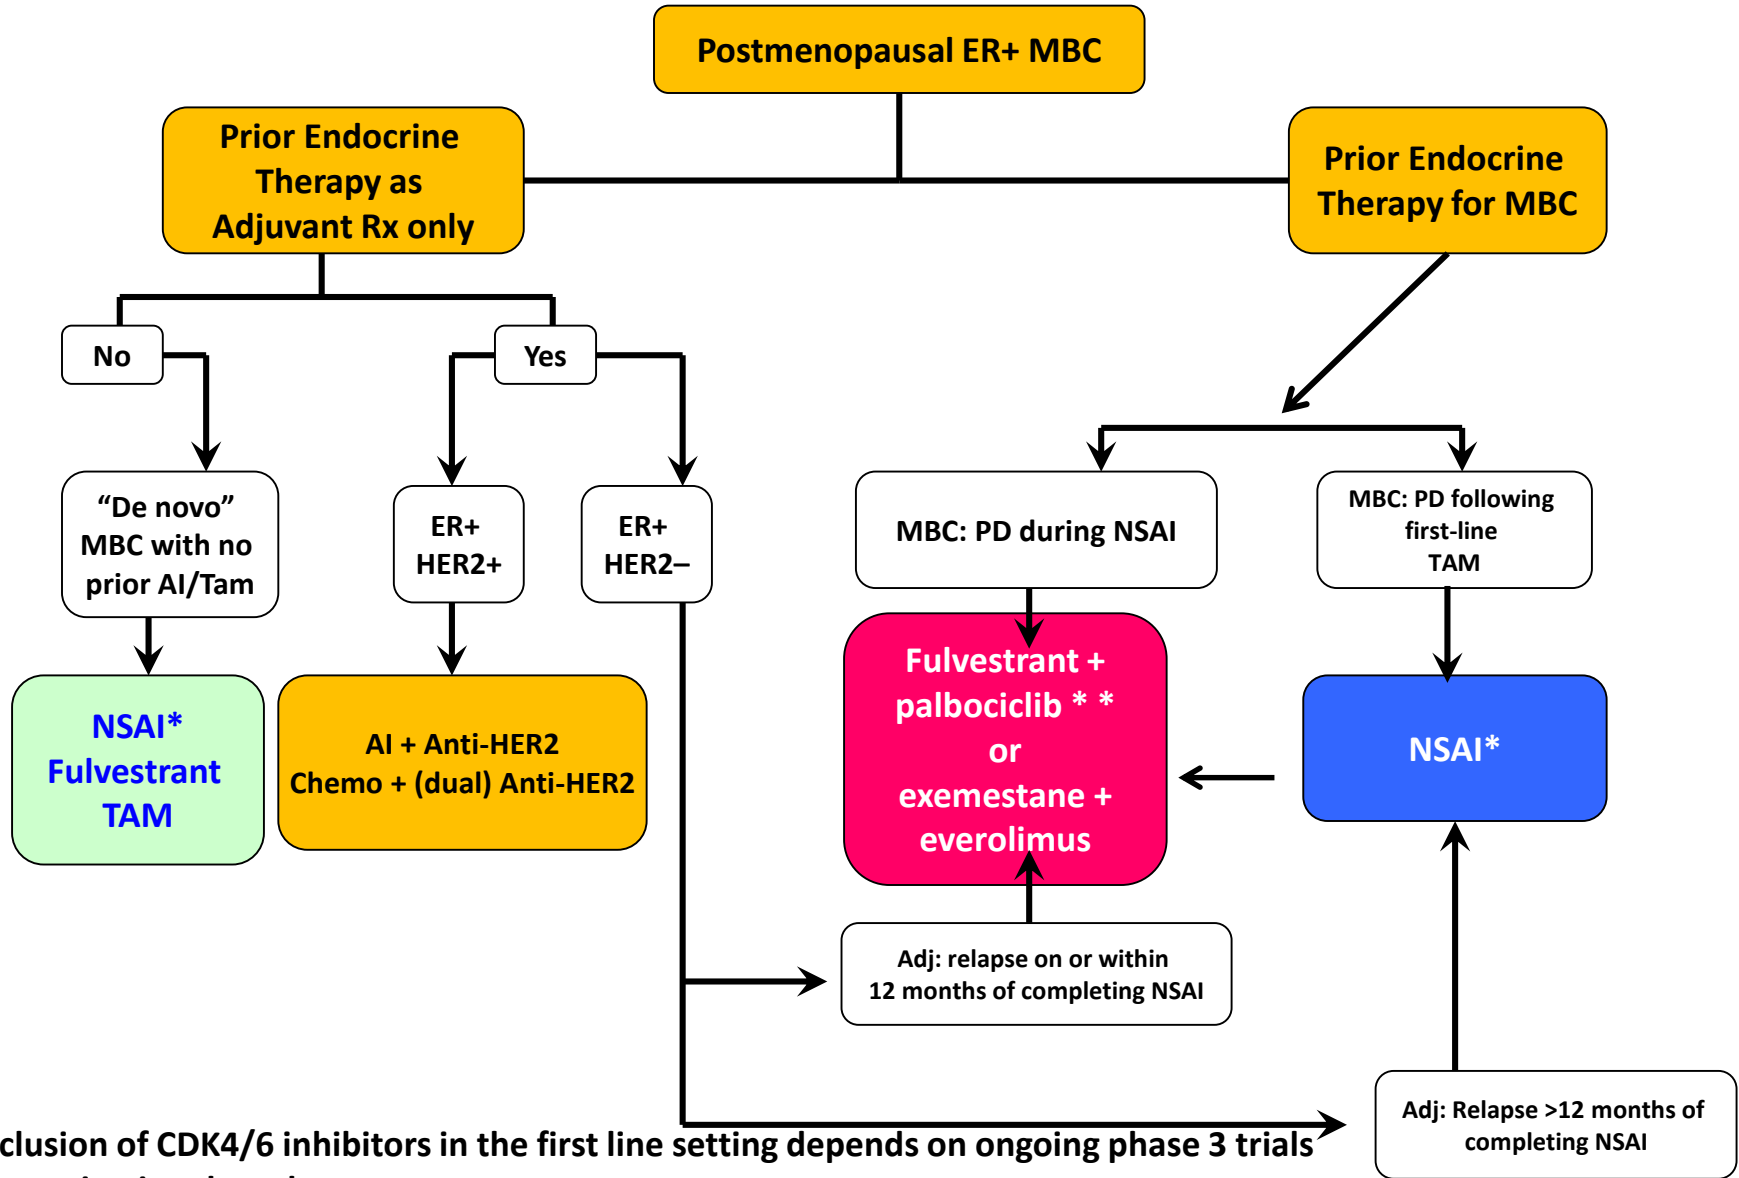 Postmenopausal ER+ MBC
Prior Endocrine
Therapy as
Adjuvant Rx only
Prior Endocrine
Therapy for MBC
No
Yes
“De novo”
MBC with no
prior AI/Tam
ER+
HER2+
ER+
HER2–
MBC: PD during NSAI
MBC: PD following
first-line
TAM
NSAI*
Fulvestrant
TAM
AI + Anti-HER2
Chemo + (dual) Anti-HER2
Fulvestrant +
palbociclib * *
or
exemestane +
everolimus
NSAI*
Adj: relapse on or within
12 months of completing NSAI
Adj: Relapse >12 months of
completing NSAI
clusion of CDK4/6 inhibitors in the first line setting depends on ongoing phase 3 trials